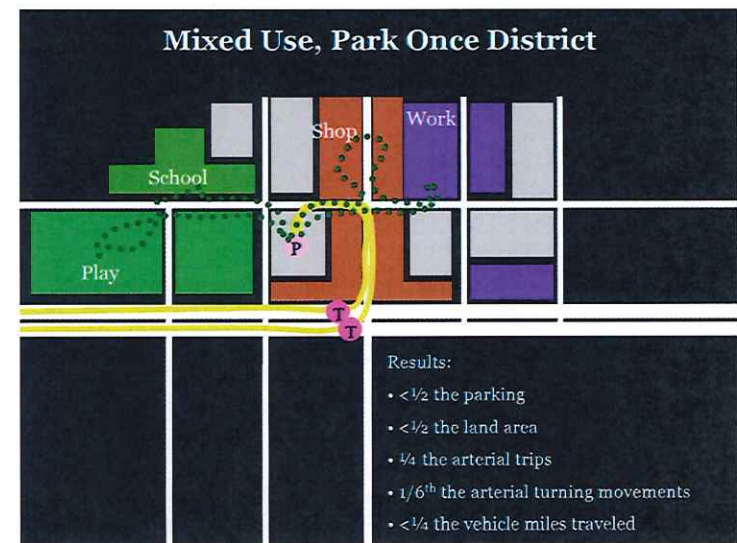 Mixed Use, Park Once District
Shop
Work
School
P
Play
T
T
Results:
• <½ the parking
• <½ the land area
• ¼ the arterial trips
• 1/6th the arterial turning movements
• <¼ the vehicle miles traveled